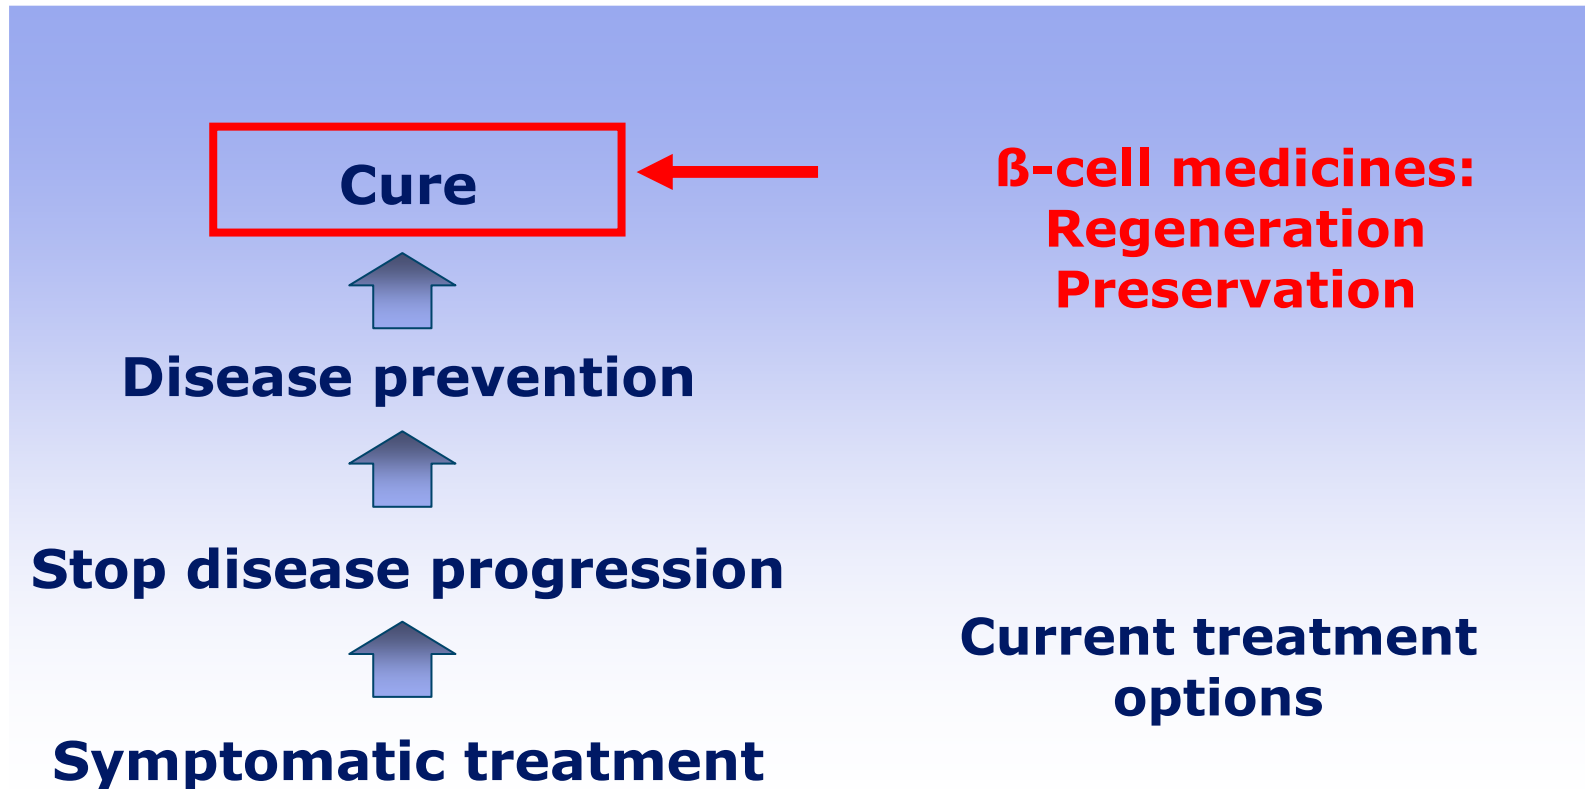 Cure
ß-cell medicines:
Regeneration
Preservation
Disease prevention
Stop disease progression
Current treatment
options
Symptomatic treatment